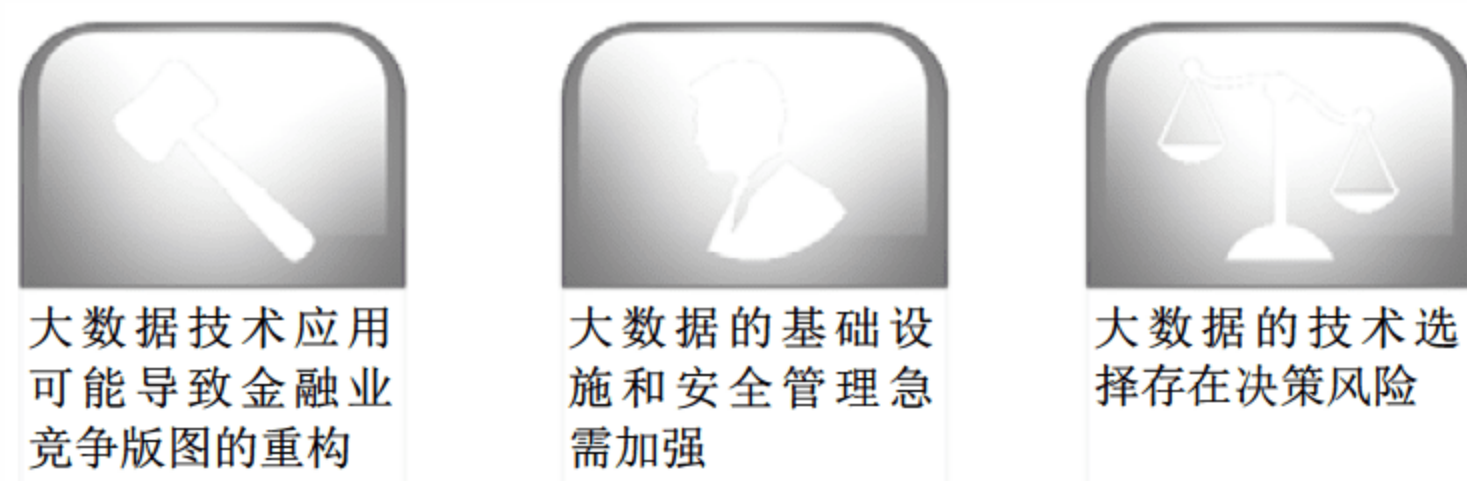 大数据技术应用
可能导致金融业
竞争版图的重构
大数据的基础设
施和安全管理急
需加强
大数据的技术选
择存在决策风险